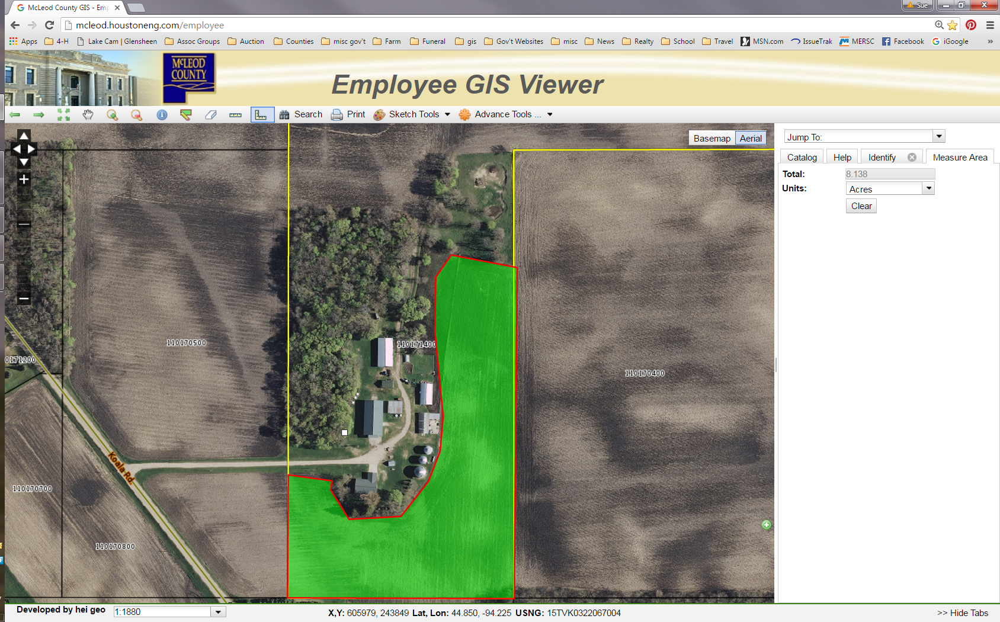 McLeod County GIS - Emp
Sue
mcleod.houstoneng.com/employee
Apps 4-H Lake Cam | Glensheen Assoc Groups Auction Counties misc gov't Farm Funeral gis Gov't Websites misc News Realty School Travel MSN.com IssueTrak MERSC Facebook iGoogle »
McLEOD
COUNTY
Employee GIS Viewer
Search Print Sketch Tools Advance Tools ...
Basemap Aerial
Jump To:
Catalog Help Identify Measure Area
Total: 8.138
Units: Acres
Clear
110170500
110171400
0171200
110170400
Koala Rd.
110170700
110170800
Developed by hei geo 1:1880 X,Y: 605979, 243849 Lat, Lon: 44.850, -94.225 USNG: 15TVK0322067004 >> Hide Tabs